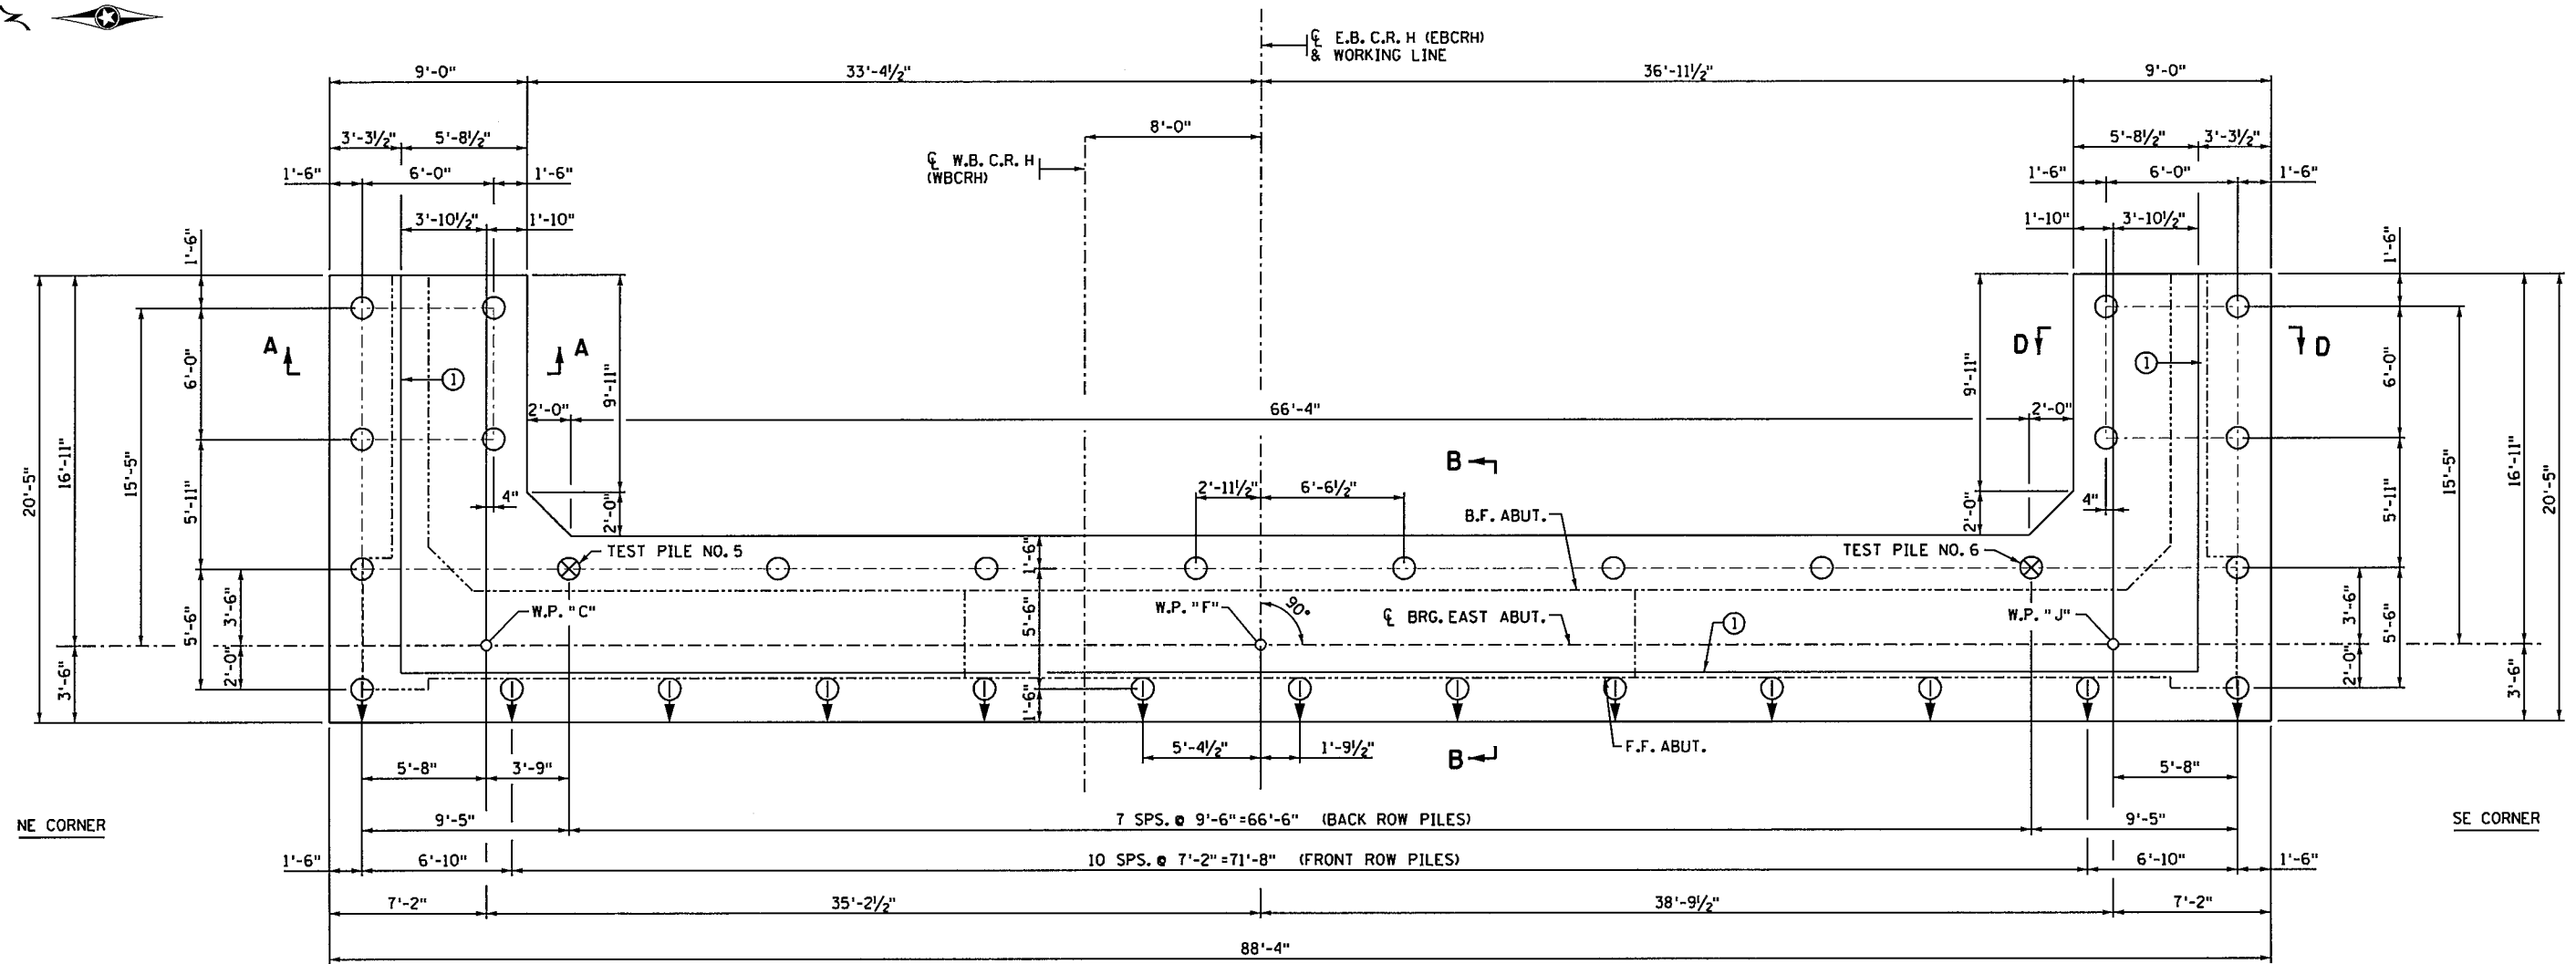 ℄ E.B. C.R. H (EBCRH)
& WORKING LINE
9'-0" 33'-4½" 36'-11½" 9'-0"
3'-3½" 5'-8½" 8'-0" 5'-8½" 3'-3½"
℄ W.B. C.R. H
(WBCRH)
1'-6" 6'-0" 1'-6" 1'-6" 6'-0" 1'-6"
3'-10½" 1'-10" 1'-10" 3'-10½"
1'-6" 1'-6"
A A D D
1 1
6'-0" 9'-11" 9'-11" 6'-0"
2'-0" 66'-4" 2'-0"
20'-5" 16'-11" 15'-5" 15'-5" 16'-11" 20'-5"
B
5'-11" 4" 2'-0" 2'-11½" 6'-6½" 2'-0" 4" 5'-11"
B.F. ABUT.
TEST PILE NO. 5 1'-6" TEST PILE NO. 6
5'-6" 3'-6" W.P. "C" 5'-6" W.P. "F" 90° ℄ BRG. EAST ABUT. 1 W.P. "J" 3'-6" 5'-6"
3'-6" 2'-0" 1'-6" 2'-0" 3'-6"
5'-4½" 1'-9½" B F.F. ABUT.
5'-8" 3'-9" 5'-8"
NE CORNER 9'-5" 7 SPS. @ 9'-6"=66'-6" (BACK ROW PILES) 9'-5" SE CORNER
1'-6" 6'-10" 10 SPS. @ 7'-2"=71'-8" (FRONT ROW PILES) 6'-10" 1'-6"
7'-2" 35'-2½" 38'-9½" 7'-2"
88'-4"